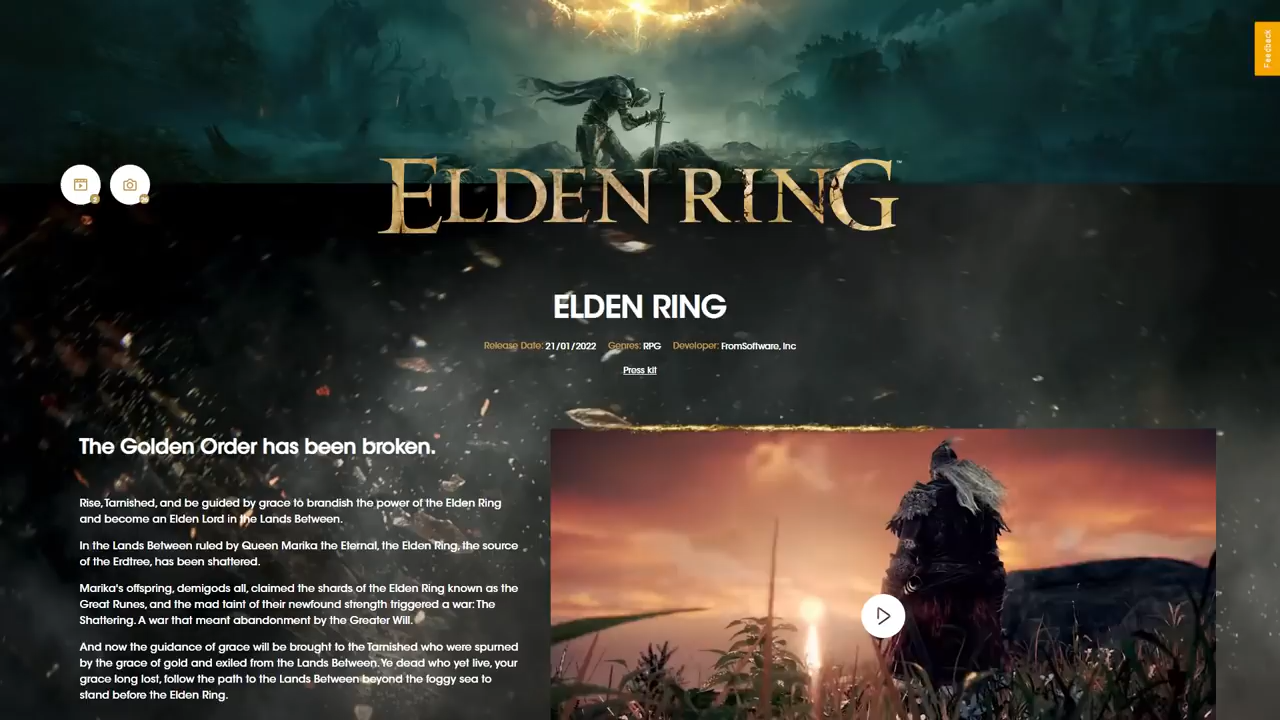 Feedback
ELDEN RING™
ELDEN RING
Release Date: 21/01/2022 Genres: RPG Developer: FromSoftware, Inc
Press kit
The Golden Order has been broken.
Rise, Tarnished, and be guided by grace to brandish the power of the Elden Ring
and become an Elden Lord in the Lands Between.
In the Lands Between ruled by Queen Marika the Eternal, the Elden Ring, the source
of the Erdtree, has been shattered.
Marika's offspring, demigods all, claimed the shards of the Elden Ring known as the
Great Runes, and the mad taint of their newfound strength triggered a war: The
Shattering. A war that meant abandonment by the Greater Will.
And now the guidance of grace will be brought to the Tarnished who were spurned
by the grace of gold and exiled from the Lands Between. Ye dead who yet live, your
grace long lost, follow the path to the Lands Between beyond the foggy sea to
stand before the Elden Ring.